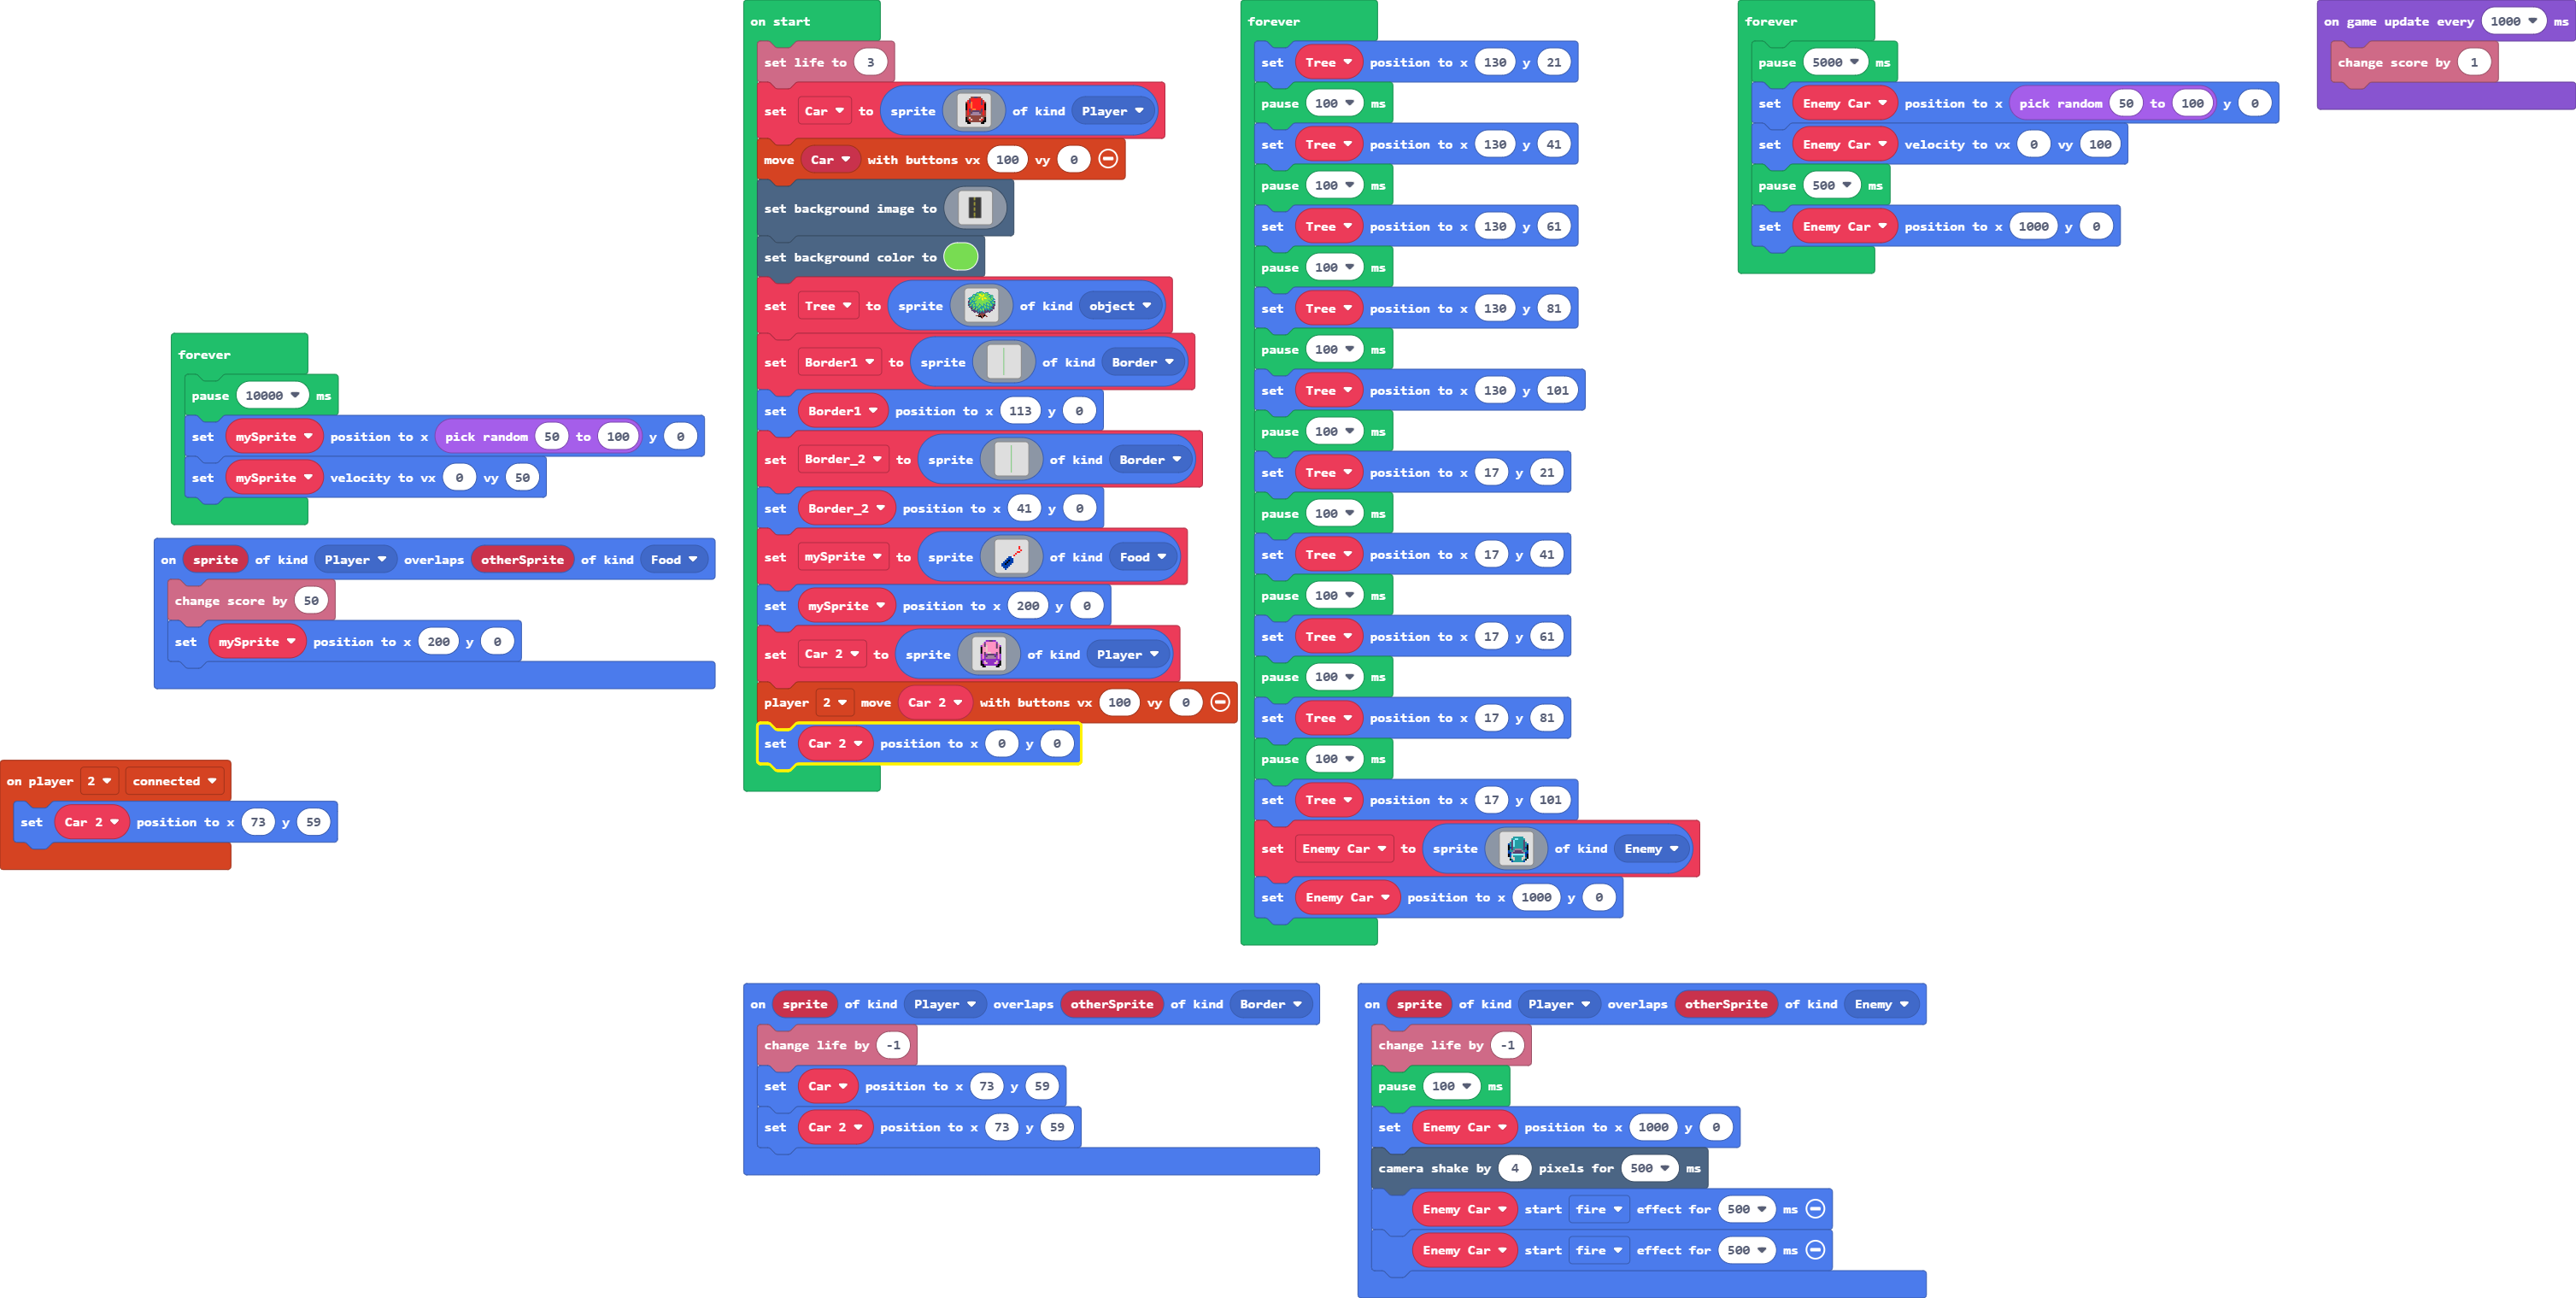 forever
pause 10000 ms
set mySprite position to x pick random 50 to 100 y 0
set mySprite velocity to vx 0 vy 50
on sprite of kind Player overlaps otherSprite of kind Food
change score by 50
set mySprite position to x 200 y 0
on player 2 connected
set Car 2 position to x 73 y 59
on start
set life to 3
set Car to sprite of kind Player
move Car with buttons vx 100 vy 0
set background image to
set background color to
set Tree to sprite of kind object
set Border1 to sprite of kind Border
set Border1 position to x 113 y 0
set Border_2 to sprite of kind Border
set Border_2 position to x 41 y 0
set mySprite to sprite of kind Food
set mySprite position to x 200 y 0
set Car 2 to sprite of kind Player
player 2 move Car 2 with buttons vx 100 vy 0
set Car 2 position to x 0 y 0
forever
set Tree position to x 130 y 21
pause 100 ms
set Tree position to x 130 y 41
pause 100 ms
set Tree position to x 130 y 61
pause 100 ms
set Tree position to x 130 y 81
pause 100 ms
set Tree position to x 130 y 101
pause 100 ms
set Tree position to x 17 y 21
pause 100 ms
set Tree position to x 17 y 41
pause 100 ms
set Tree position to x 17 y 61
pause 100 ms
set Tree position to x 17 y 81
pause 100 ms
set Tree position to x 17 y 101
set Enemy Car to sprite of kind Enemy
set Enemy Car position to x 1000 y 0
forever
pause 5000 ms
set Enemy Car position to x pick random 50 to 100 y 0
set Enemy Car velocity to vx 0 vy 100
pause 500 ms
set Enemy Car position to x 1000 y 0
on game update every 1000 ms
change score by 1
on sprite of kind Player overlaps otherSprite of kind Border
change life by -1
set Car position to x 73 y 59
set Car 2 position to x 73 y 59
on sprite of kind Player overlaps otherSprite of kind Enemy
change life by -1
pause 100 ms
set Enemy Car position to x 1000 y 0
camera shake by 4 pixels for 500 ms
Enemy Car start fire effect for 500 ms
Enemy Car start fire effect for 500 ms